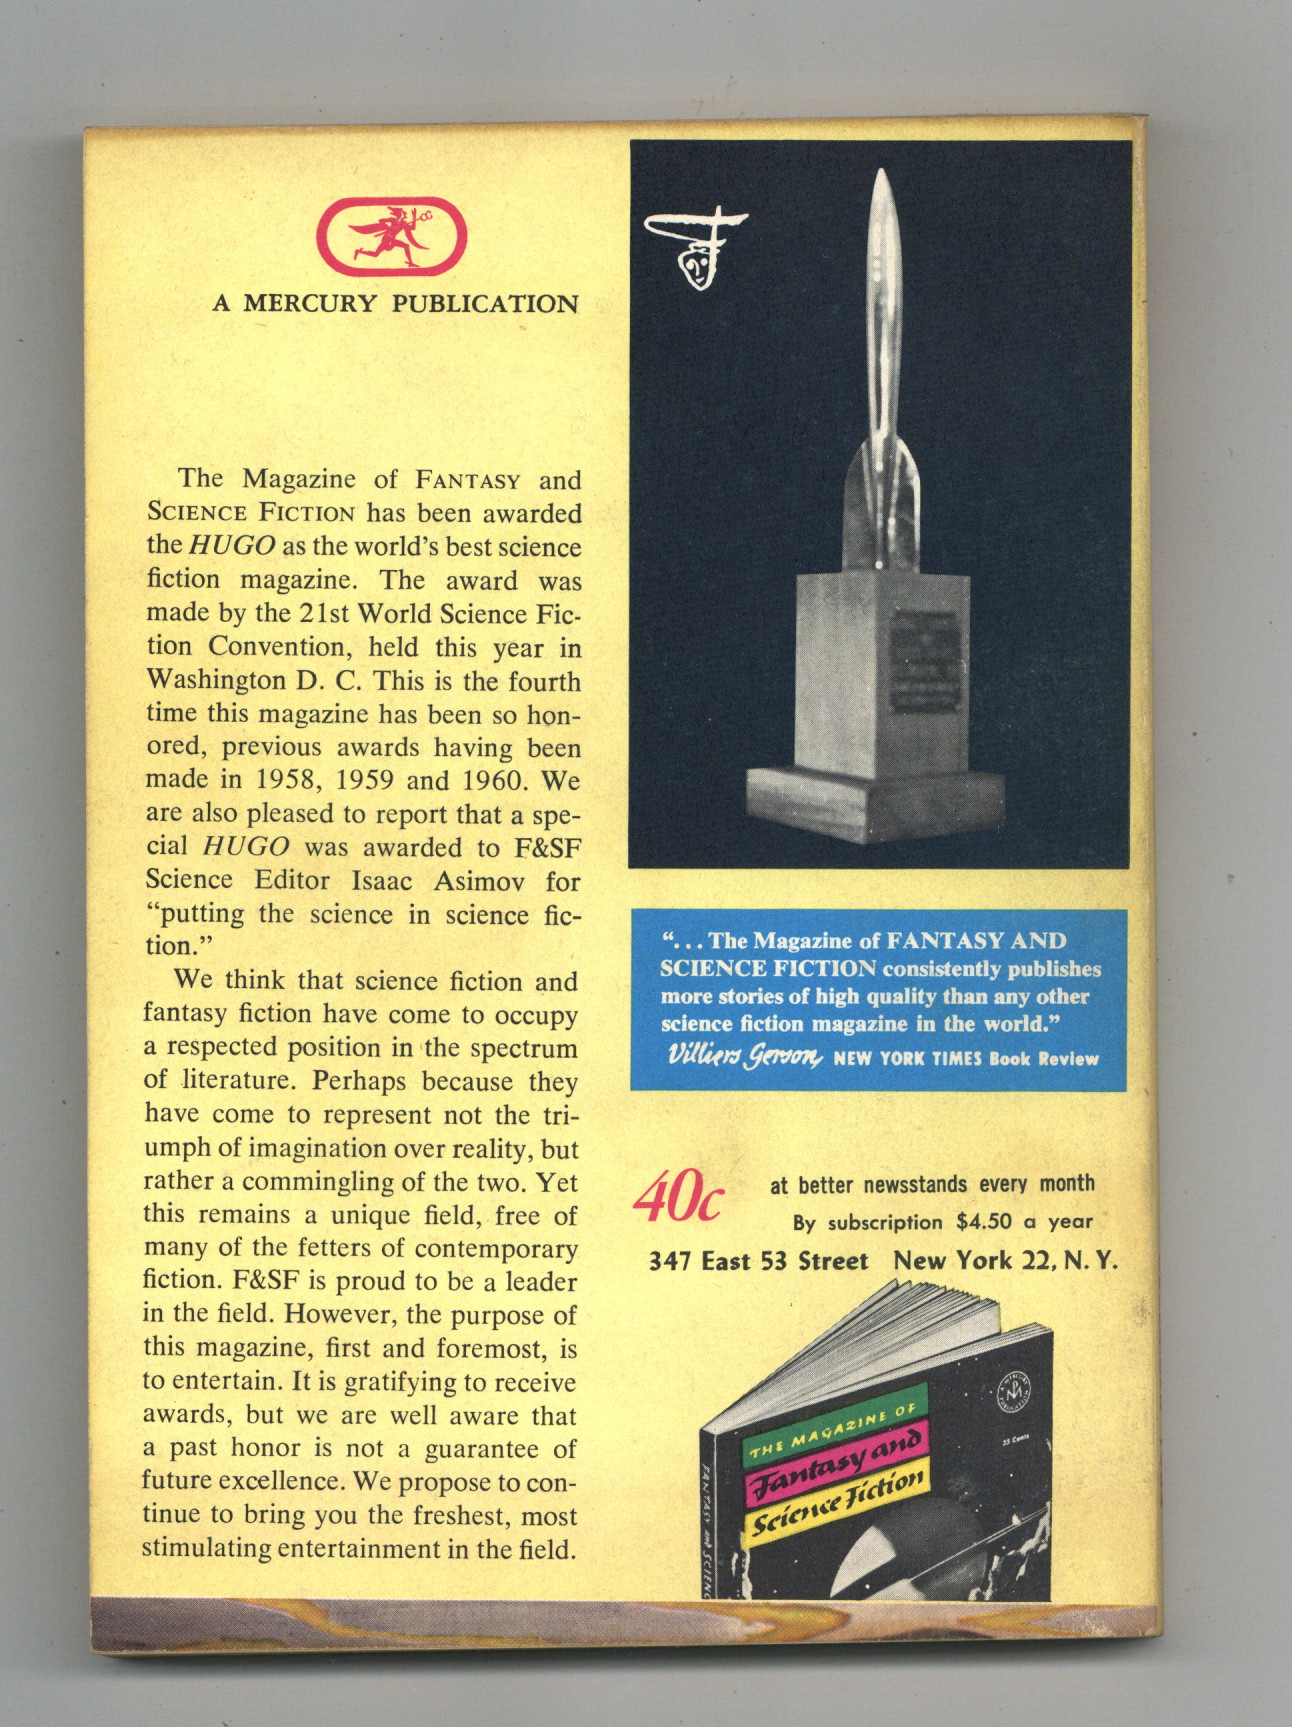 A MERCURY PUBLICATION
The Magazine of FANTASY and
SCIENCE FICTION has been awarded
the HUGO as the world's best science
fiction magazine. The award was
made by the 21st World Science Fic-
tion Convention, held this year in
Washington D. C. This is the fourth
time this magazine has been so hon-
ored, previous awards having been
made in 1958, 1959 and 1960. We
are also pleased to report that a spe-
cial HUGO was awarded to F&SF
Science Editor Isaac Asimov for
“putting the science in science fic-
tion.”
We think that science fiction and
fantasy fiction have come to occupy
a respected position in the spectrum
of literature. Perhaps because they
have come to represent not the tri-
umph of imagination over reality, but
rather a commingling of the two. Yet
this remains a unique field, free of
many of the fetters of contemporary
fiction. F&SF is proud to be a leader
in the field. However, the purpose of
this magazine, first and foremost, is
to entertain. It is gratifying to receive
awards, but we are well aware that
a past honor is not a guarantee of
future excellence. We propose to con-
tinue to bring you the freshest, most
stimulating entertainment in the field.
“... The Magazine of FANTASY AND
SCIENCE FICTION consistently publishes
more stories of high quality than any other
science fiction magazine in the world.”
Villiers Gerson, NEW YORK TIMES Book Review
40c
at better newsstands every month
By subscription $4.50 a year
347 East 53 Street New York 22, N. Y.
THE MAGAZINE OF
Fantasy and
Science Fiction
A MERCURY PUBLICATION
35 Cents
FANTASY and SCIENC